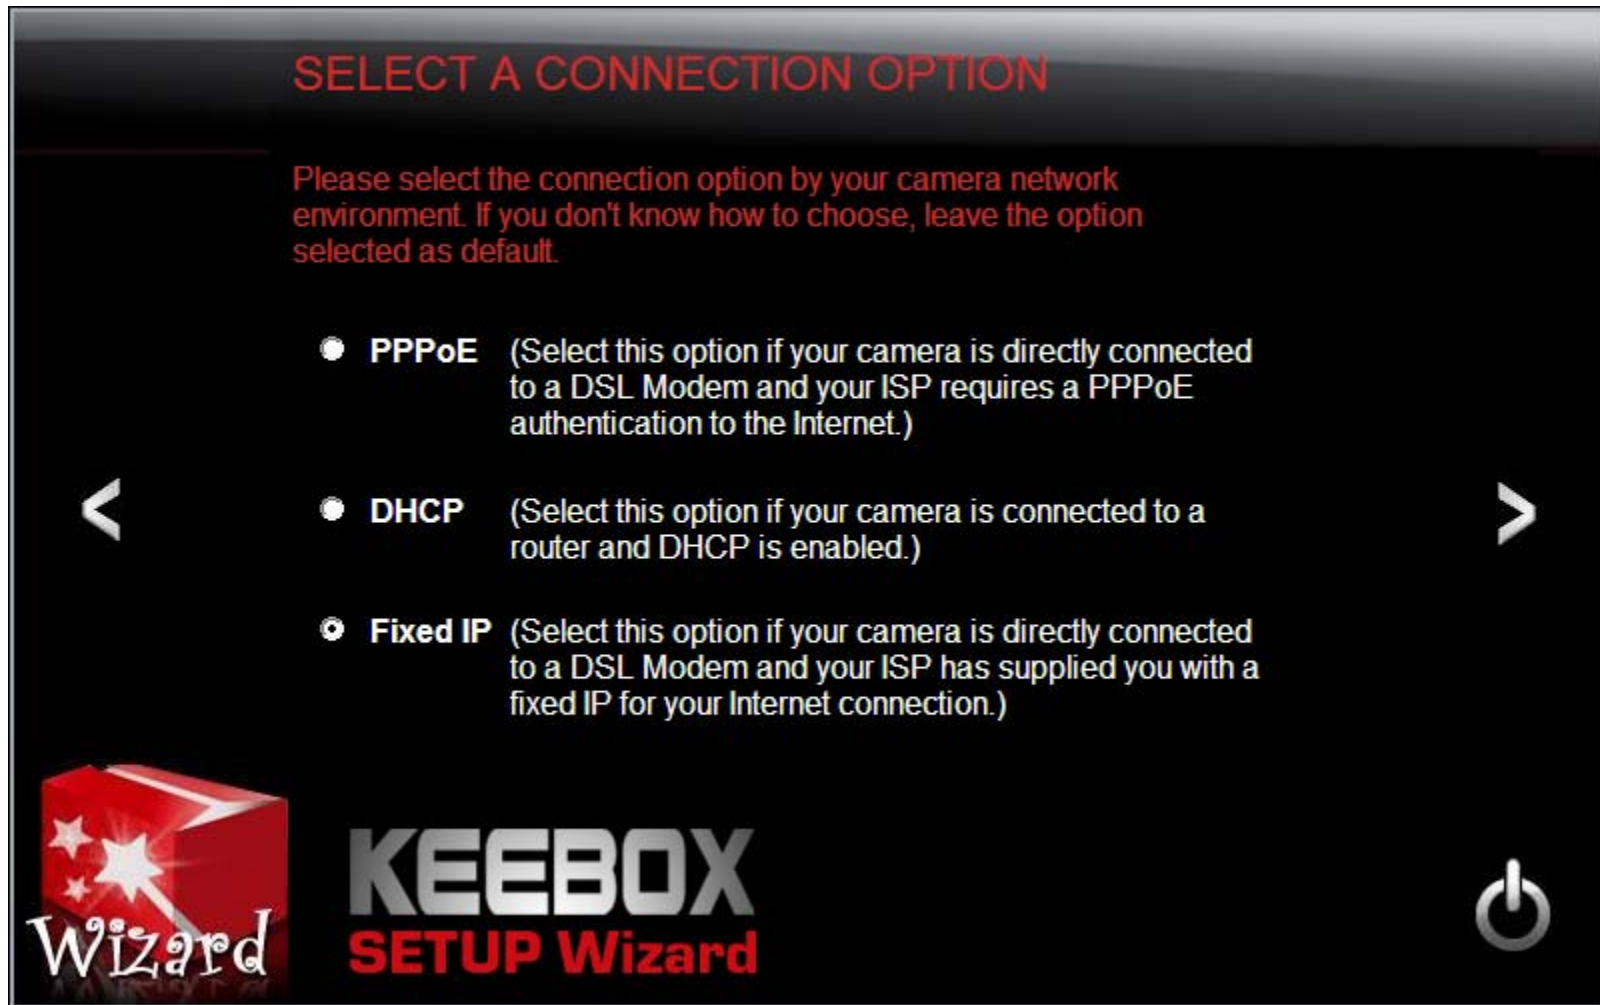 SELECT A CONNECTION OPTION
Please select the connection option by your camera network
environment. If you don't know how to choose, leave the option
selected as default.
PPPoE (Select this option if your camera is directly connected
to a DSL Modem and your ISP requires a PPPoE
authentication to the Internet.)
DHCP (Select this option if your camera is connected to a
router and DHCP is enabled.)
Fixed IP (Select this option if your camera is directly connected
to a DSL Modem and your ISP has supplied you with a
fixed IP for your Internet connection.)
Wizard
KEEBOX
SETUP Wizard